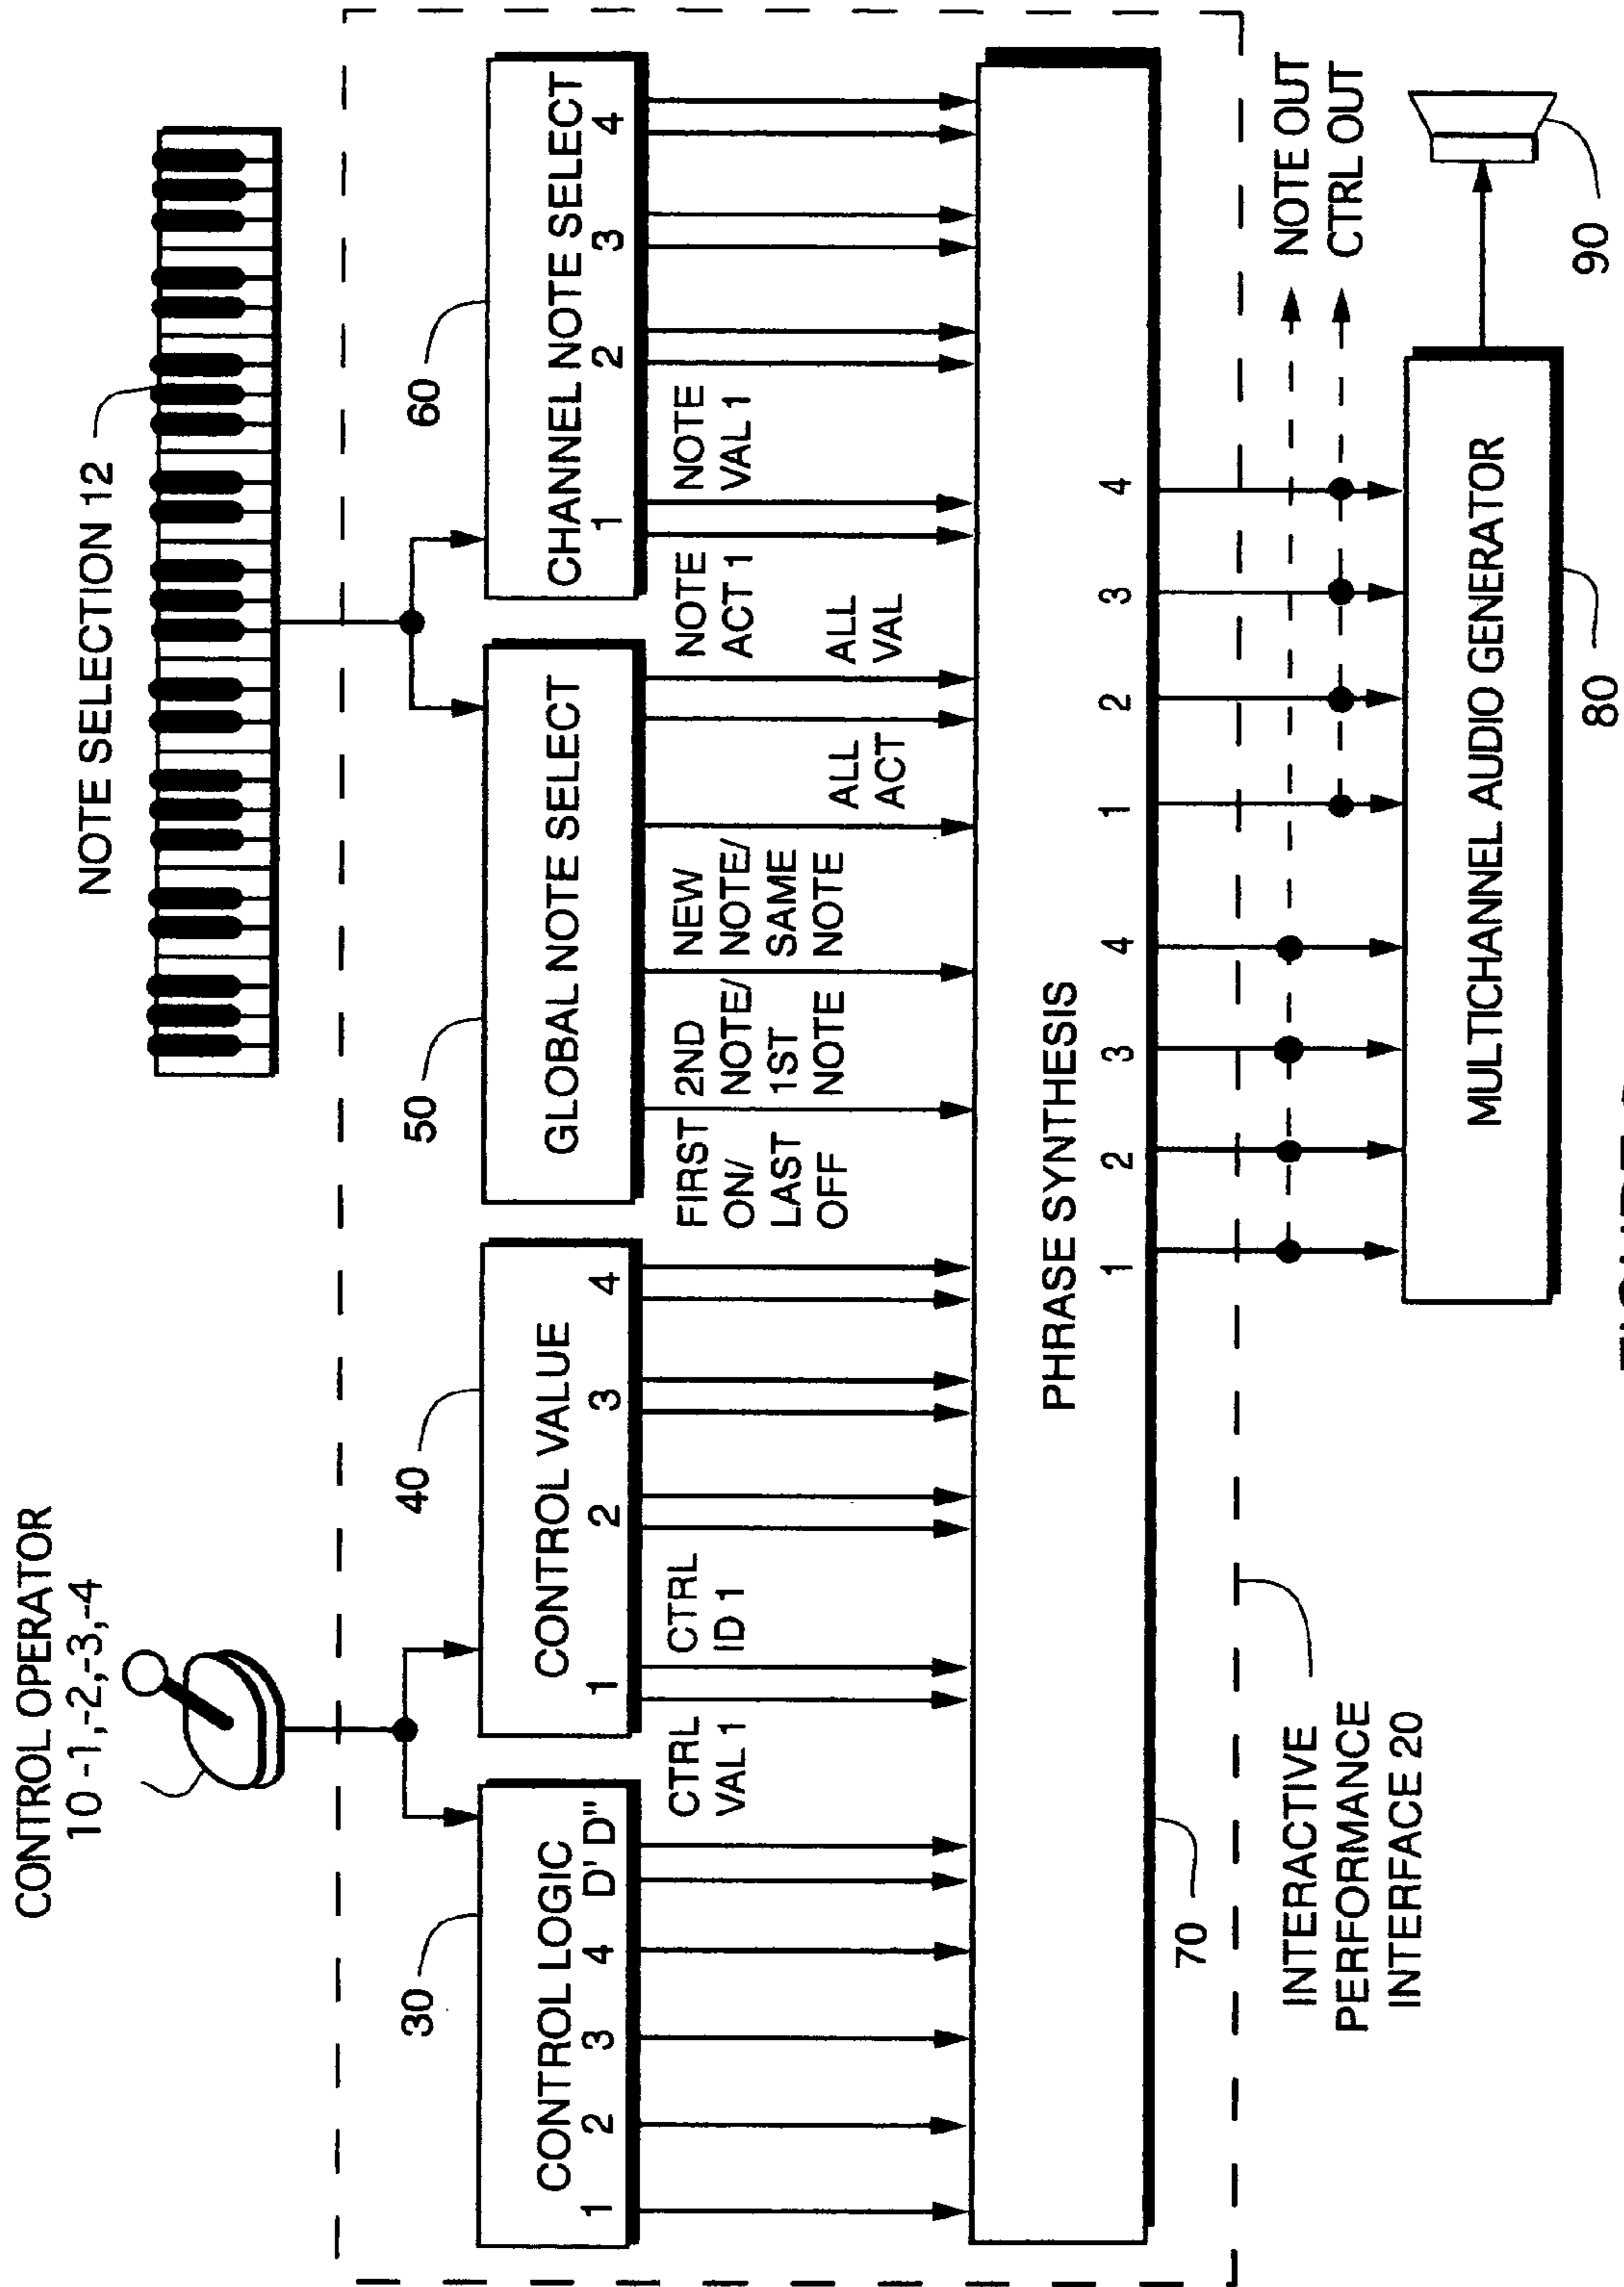 CONTROL OPERATOR
10 -1,-2,-3,-4
NOTE SELECTION 12
30
40
50
60
CONTROL LOGIC
1 2 3 4 D' D"
CONTROL VALUE
1 2 3 4
GLOBAL NOTE SELECT
CHANNEL NOTE SELECT
1 2 3 4
CTRL
VAL 1
CTRL
ID 1
FIRST
ON/
LAST
OFF
2ND
NOTE/
1ST
NOTE
NEW
NOTE/
SAME
NOTE
ALL
ACT
ALL
VAL
NOTE
ACT 1
NOTE
VAL 1
PHRASE SYNTHESIS
1 2 3 4 1 2 3 4
70
INTERACTIVE
PERFORMANCE
INTERFACE 20
NOTE OUT
CTRL OUT
MULTICHANNEL AUDIO GENERATOR
80
90